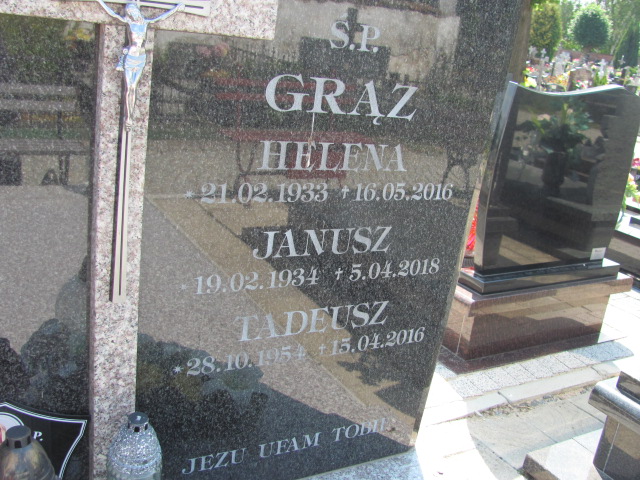 S.P.
GRĄZ
HELENA
* 21.02.1933 † 16.05.2016
JANUSZ
* 19.02.1934 † 5.04.2018
TADEUSZ
* 28.10.1954 † 15.04.2016
JEZU UFAM TOBIE
P.